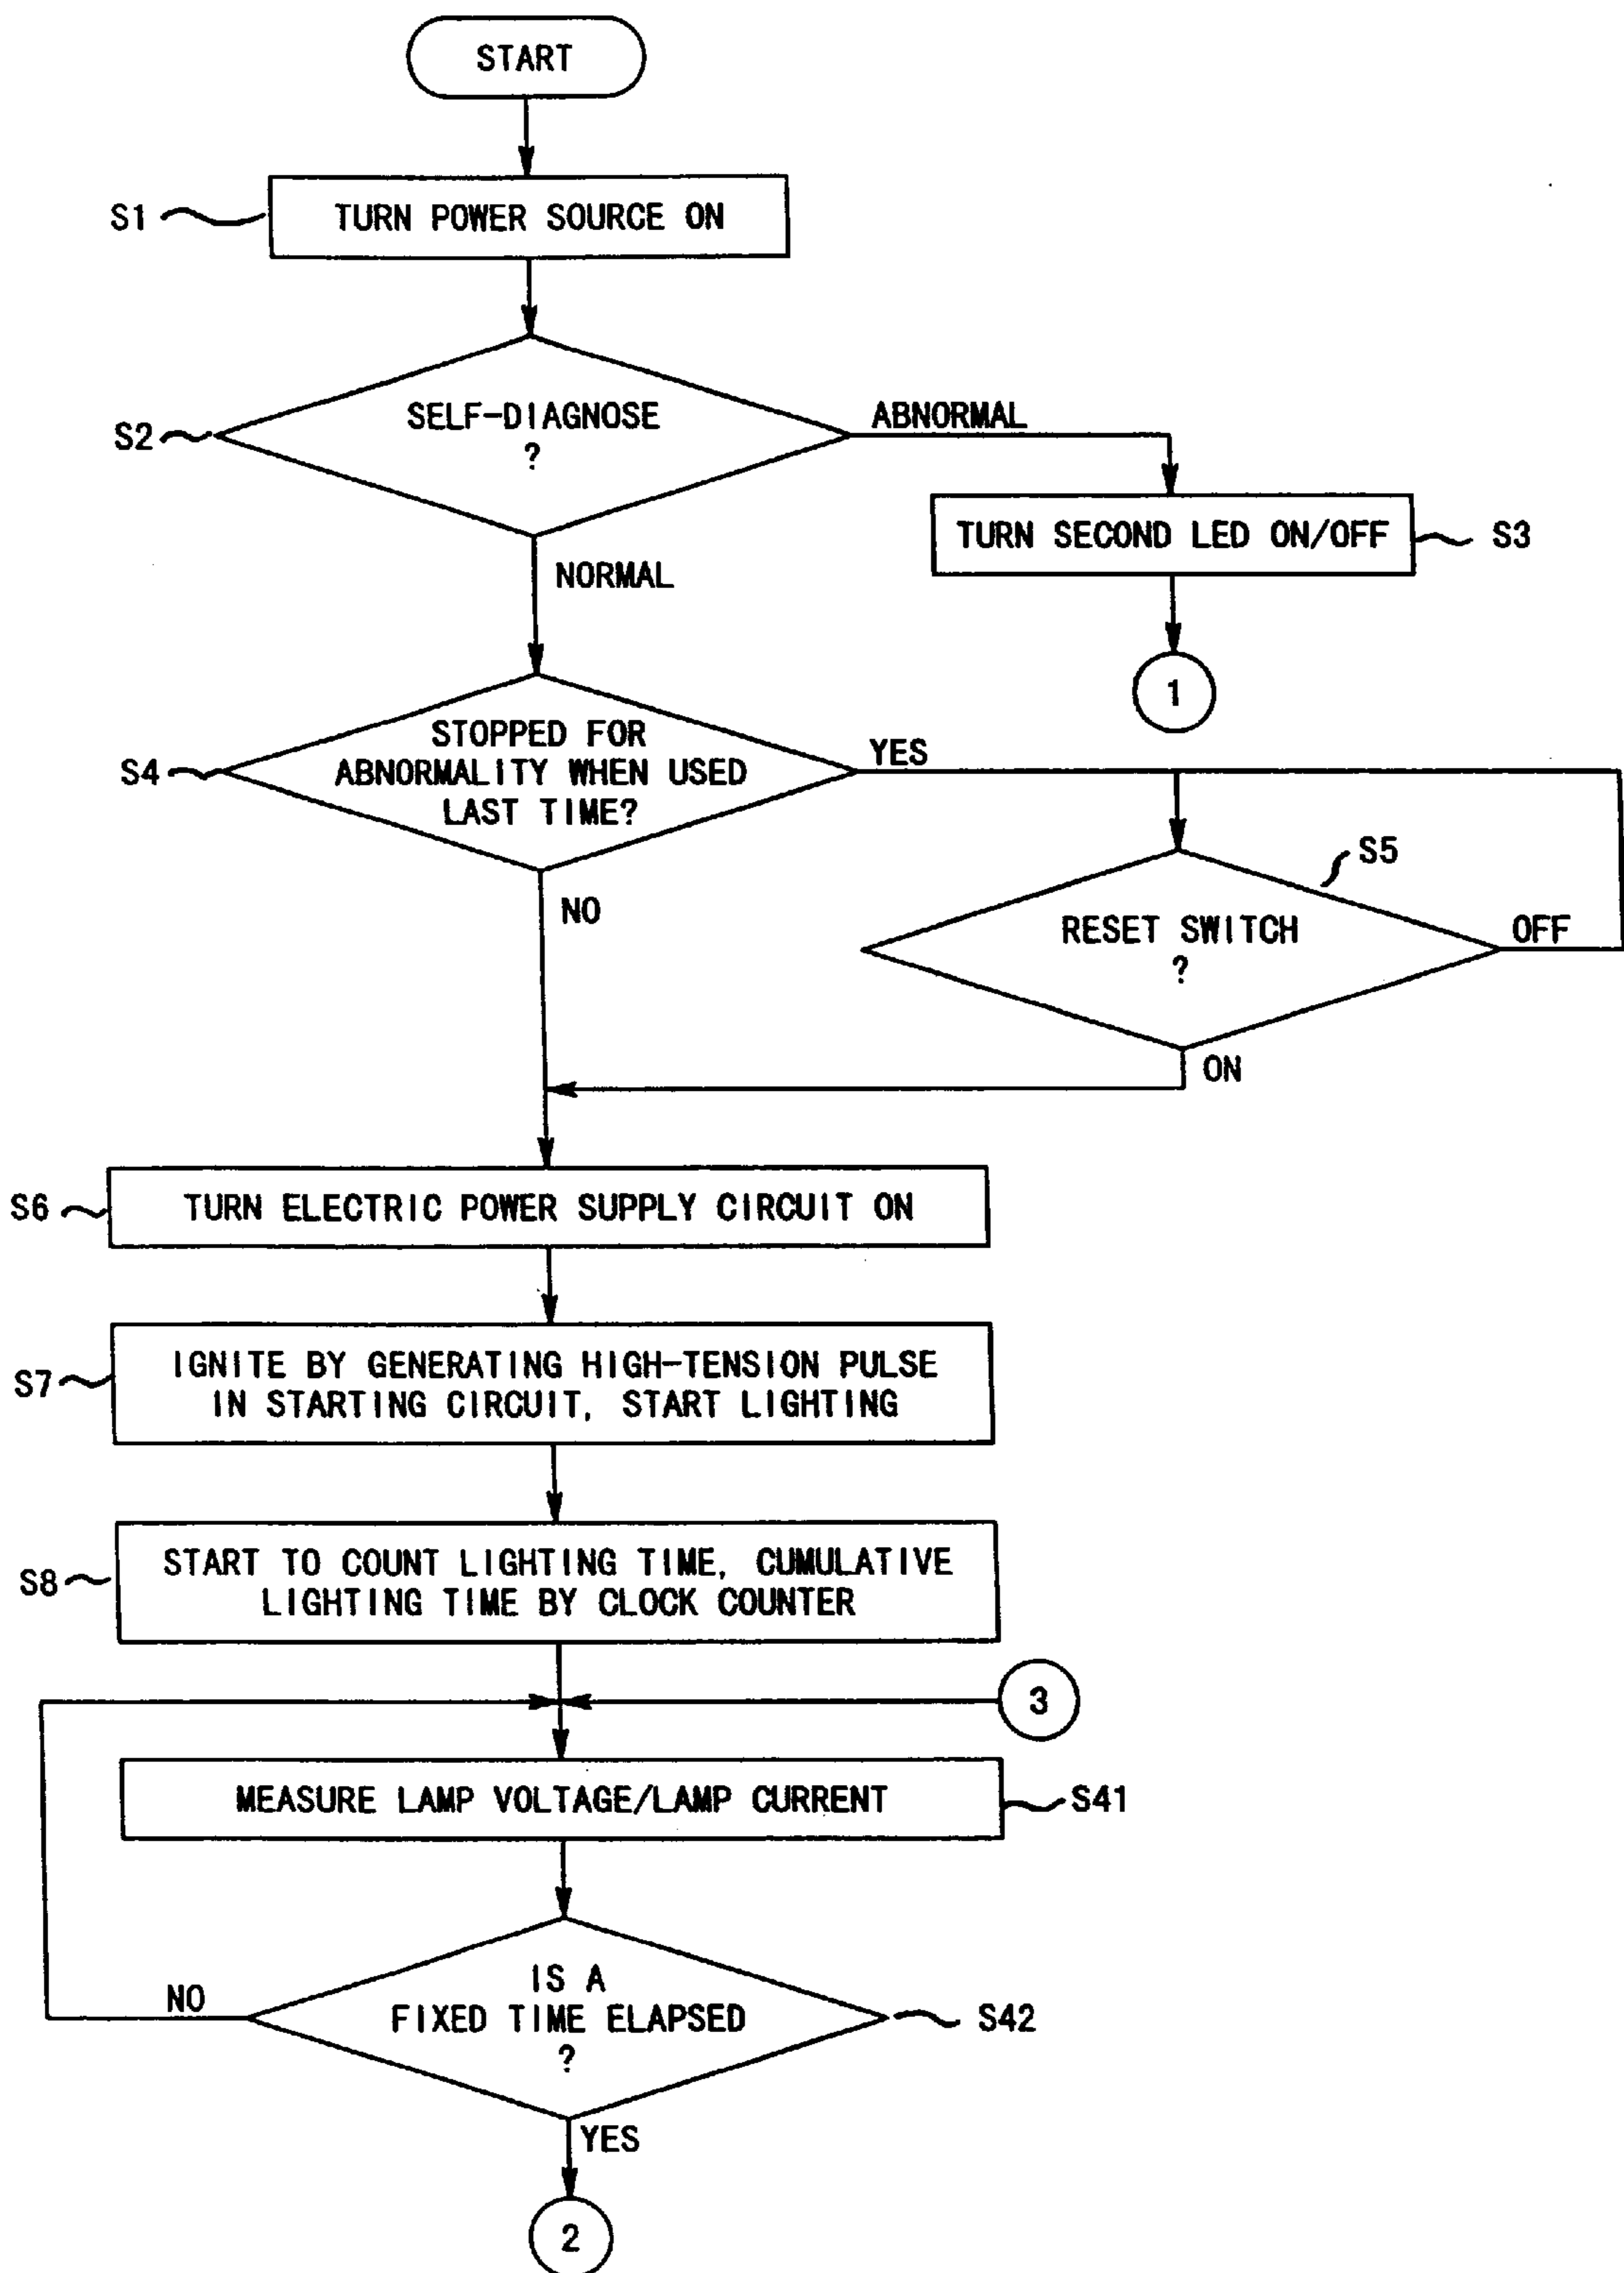 START
S1
TURN POWER SOURCE ON
S2
SELF-DIAGNOSE
?
ABNORMAL
TURN SECOND LED ON/OFF
S3
NORMAL
1
S4
STOPPED FOR
ABNORMALITY WHEN USED
LAST TIME?
YES
S5
NO
RESET SWITCH
?
OFF
ON
S6
TURN ELECTRIC POWER SUPPLY CIRCUIT ON
S7
IGNITE BY GENERATING HIGH-TENSION PULSE
IN STARTING CIRCUIT, START LIGHTING
S8
START TO COUNT LIGHTING TIME, CUMULATIVE
LIGHTING TIME BY CLOCK COUNTER
3
MEASURE LAMP VOLTAGE/LAMP CURRENT
S41
NO
IS A
FIXED TIME ELAPSED
?
S42
YES
2